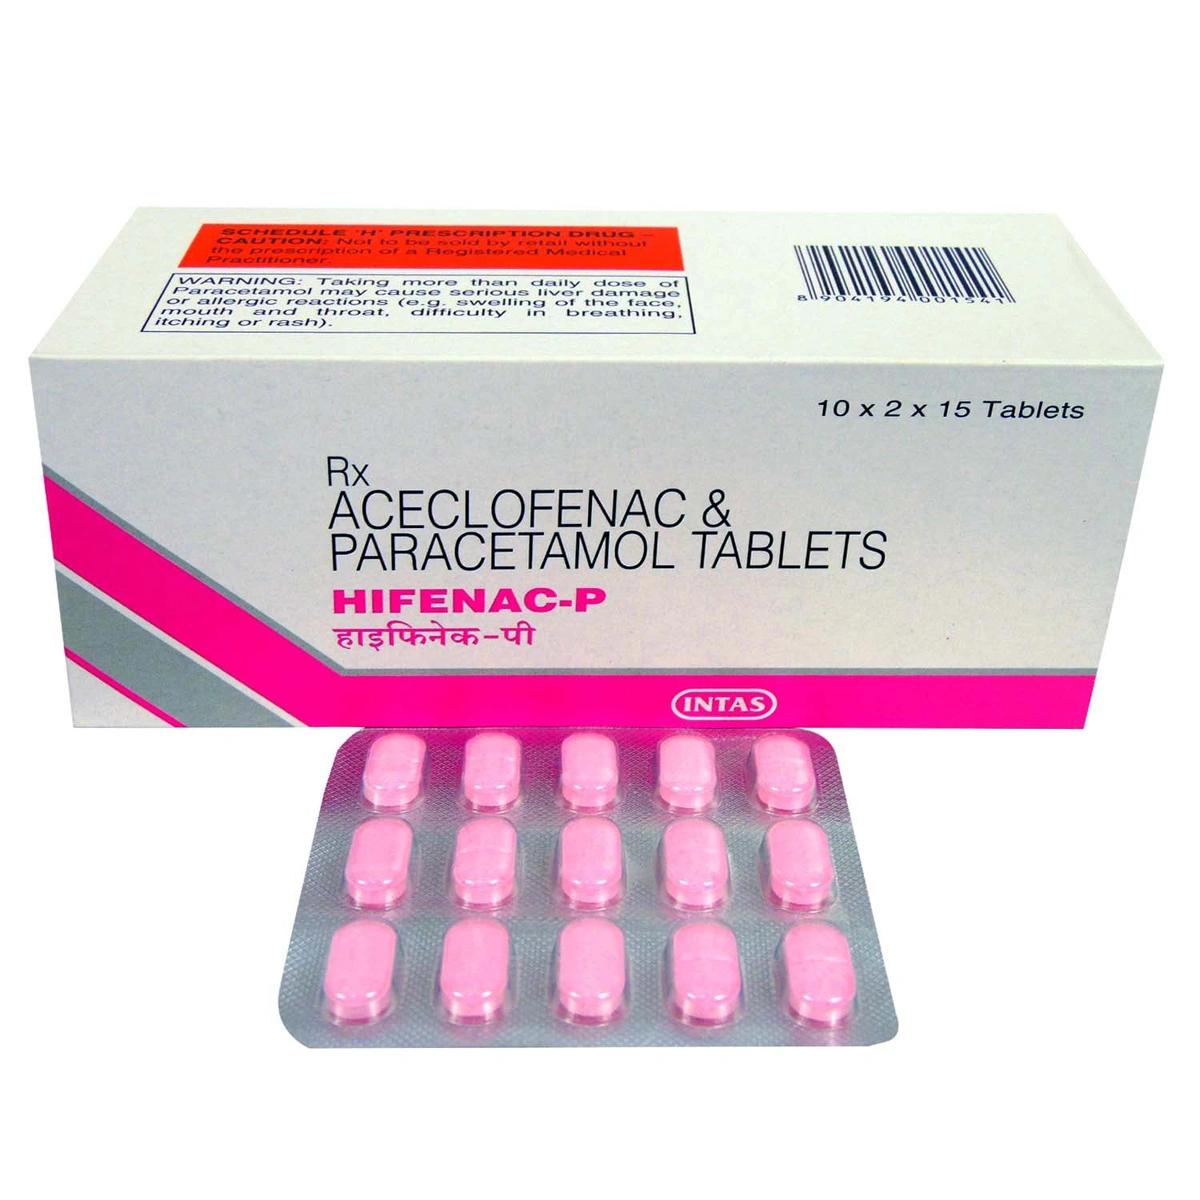 SCHEDULE 'H' PRESCRIPTION DRUG –
CAUTION: Not to be sold by retail without
the prescription of a Registered Medical
Practitioner.
WARNING: Taking more than daily dose of
Paracetamol may cause serious liver damage
or allergic reactions (e.g. swelling of the face,
mouth and throat, difficulty in breathing,
itching or rash).
8 904194 001541
10 x 2 x 15 Tablets
Rx
ACECLOFENAC &
PARACETAMOL TABLETS
HIFENAC-P
हाइफिनेक-पी
INTAS